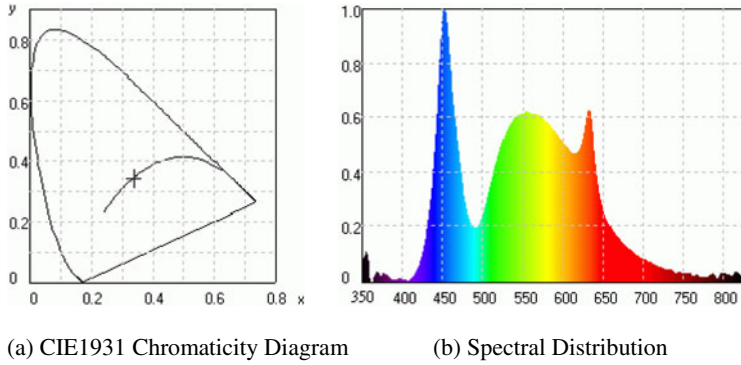 y
0.8
0.6
0.4
0.2
0
0 0.2 0.4 0.6 0.8 x
1.0
0.8
0.6
0.4
0.2
0
350 400 450 500 550 600 650 700 750 800
(a) CIE1931 Chromaticity Diagram
(b) Spectral Distribution